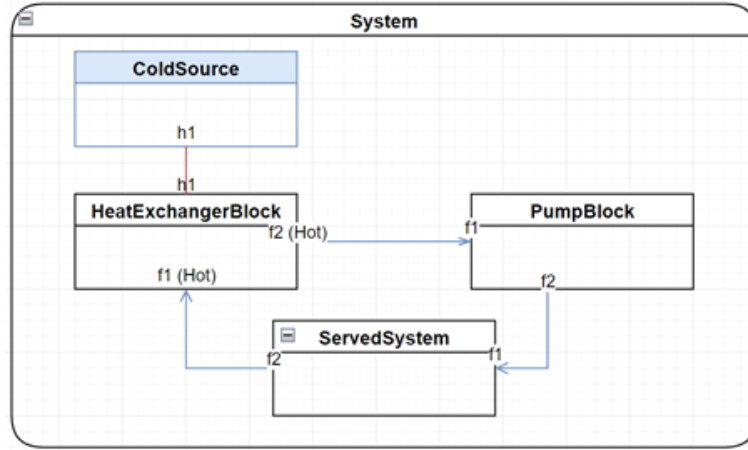 System
ColdSource
h1
h1
HeatExchangerBlock
f2 (Hot)
f1 (Hot)
PumpBlock
f1
f2
ServedSystem
f2
f1